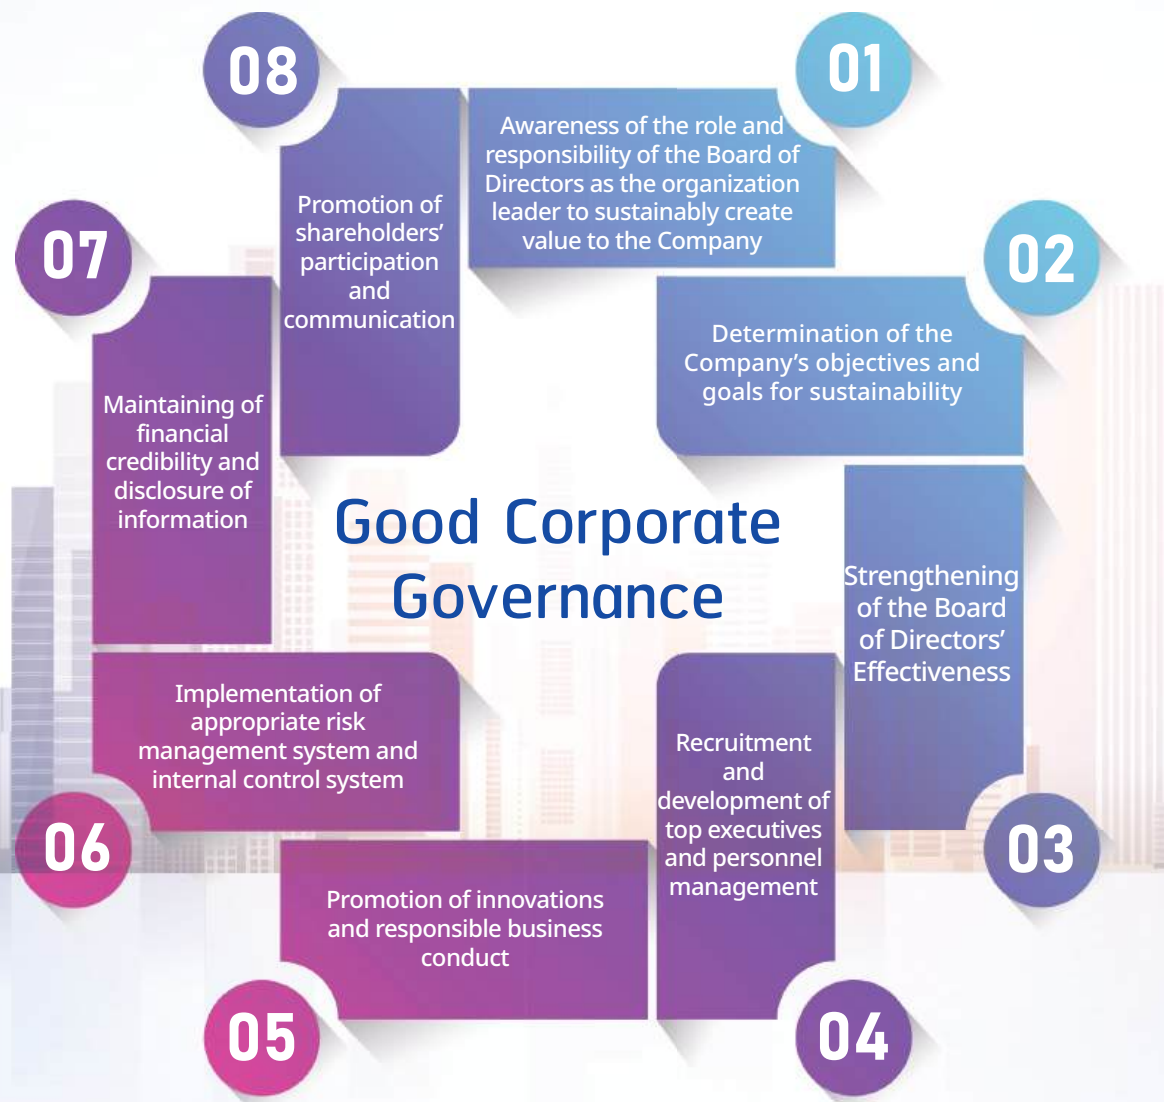 Good Corporate
Governance
01
Awareness of the role and
responsibility of the Board of
Directors as the organization
leader to sustainably create
value to the Company
02
Determination of the
Company’s objectives and
goals for sustainability
03
Strengthening
of the Board
of Directors’
Effectiveness
04
Recruitment
and
development of
top executives
and personnel
management
05
Promotion of innovations
and responsible business
conduct
06
Implementation of
appropriate risk
management system and
internal control system
07
Maintaining of
financial
credibility and
disclosure of
information
08
Promotion of
shareholders’
participation
and
communication